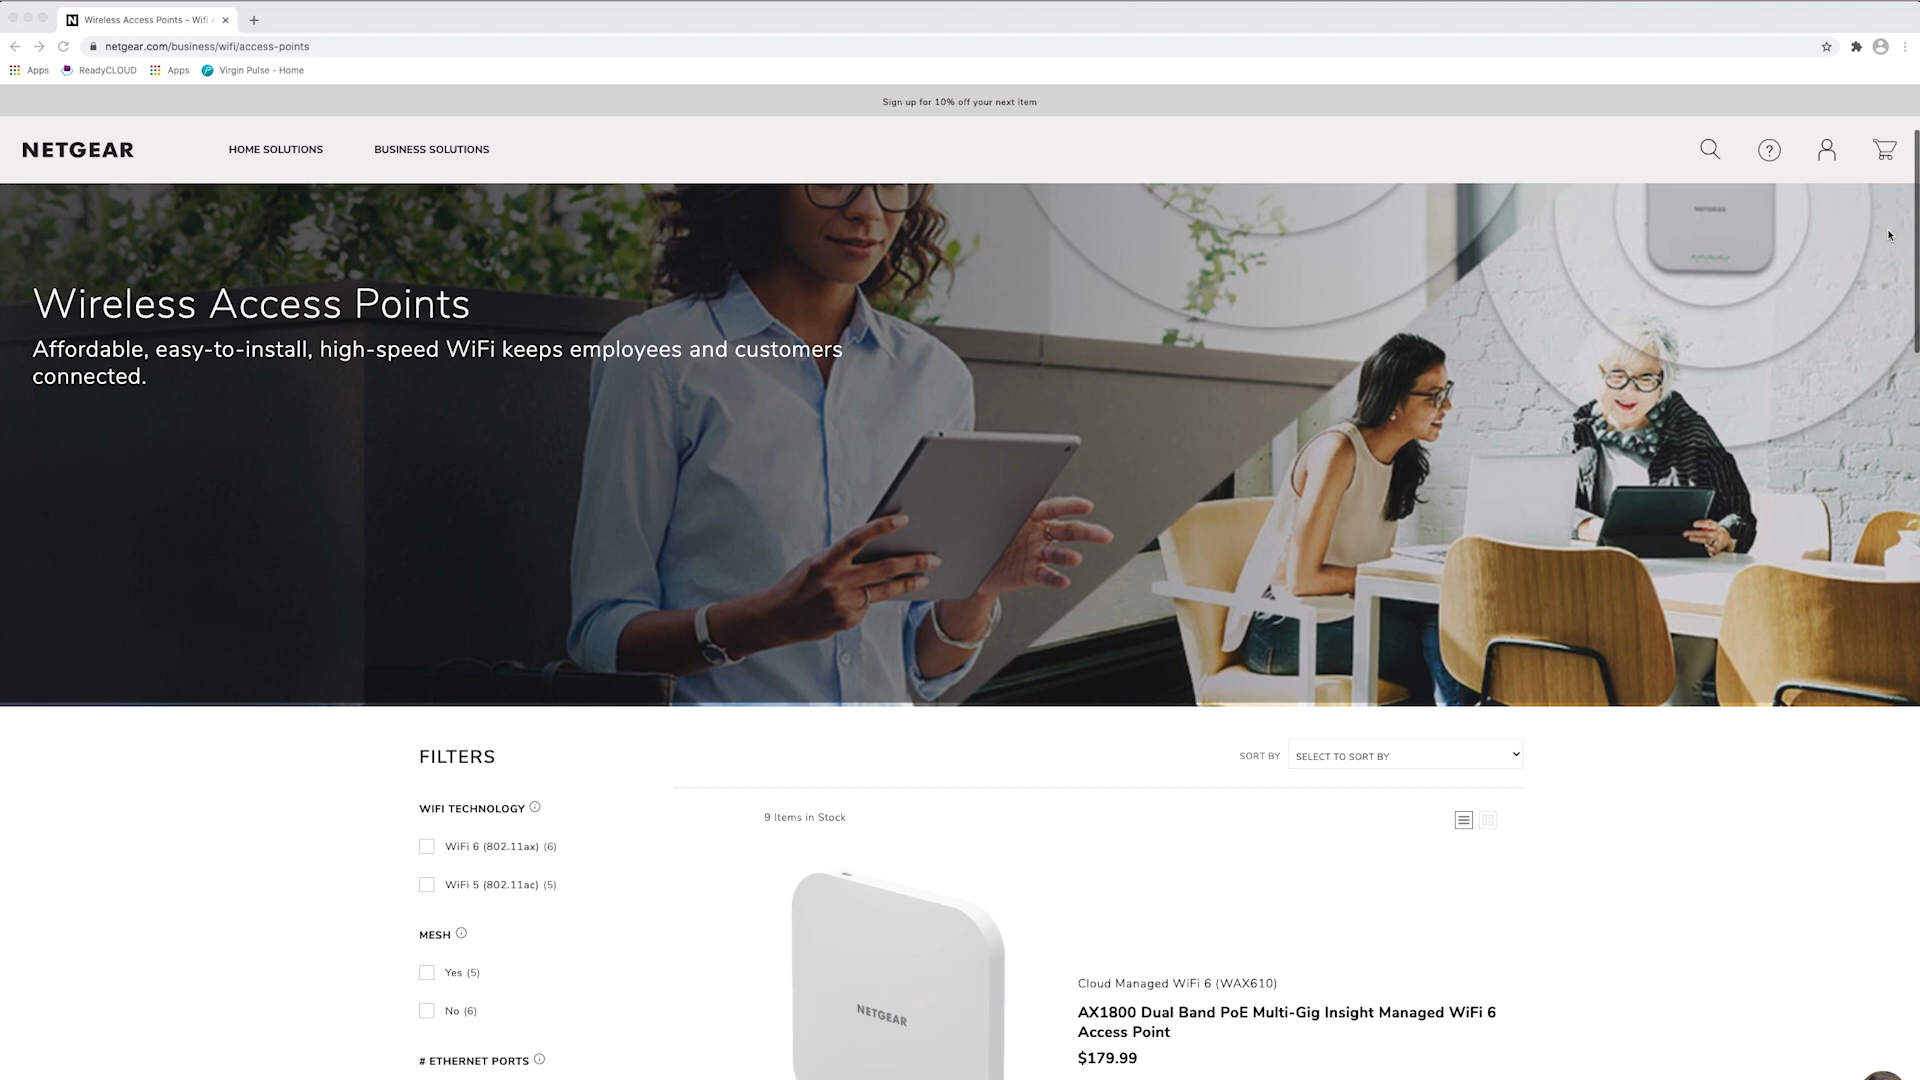 Wireless Access Points - Wifi
netgear.com/business/wifi/access-points
Apps ReadyCLOUD Apps Virgin Pulse - Home
Sign up for 10% off your next item
NETGEAR HOME SOLUTIONS BUSINESS SOLUTIONS
NETGEAR
Wireless Access Points
Affordable, easy-to-install, high-speed WiFi keeps employees and customers
connected.
FILTERS
SORT BY SELECT TO SORT BY
WIFI TECHNOLOGY
9 Items in Stock
WiFi 6 (802.11ax) (6)
WiFi 5 (802.11ac) (5)
MESH
Yes (5)
No (6)
# ETHERNET PORTS
NETGEAR
Cloud Managed WiFi 6 (WAX610)
AX1800 Dual Band PoE Multi-Gig Insight Managed WiFi 6
Access Point
$179.99